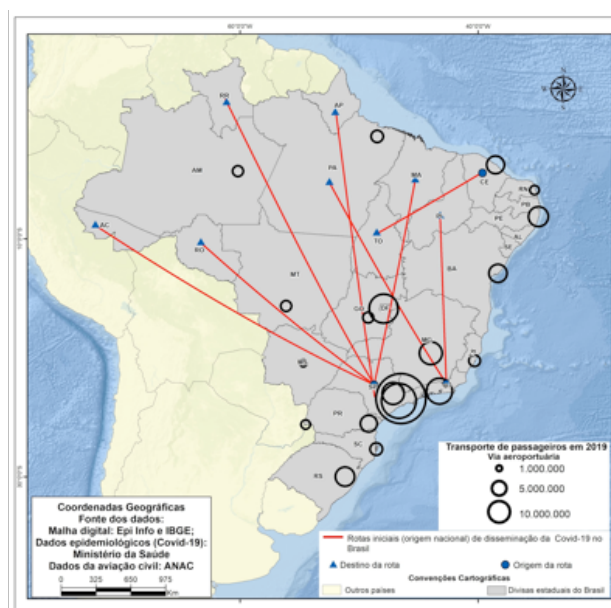 60°0'0"W
40°0'0"W
N
W
E
S
RR
AP
AM
PA
MA
CE
RN
PB
PE
AL
SE
AC
RO
TO
BA
MT
GO
DF
MG
MS
ES
SP
RJ
PR
SC
RS
Transporte de passageiros em 2019
Via aeroportuária
1.000.000
5.000.000
10.000.000
Coordenadas Geográficas
Fonte dos dados:
Malha digital: Epi Info e IBGE;
Dados epidemiológicos (Covid-19):
Ministério da Saúde
Dados da aviação civil: ANAC
0 325 650 975
Km
Rotas iniciais (origem nacional) de disseminação da Covid-19 no
Brasil
Destino da rota
Origem da rota
Convenções Cartográficas
Outros países
Divisas estaduais do Brasil